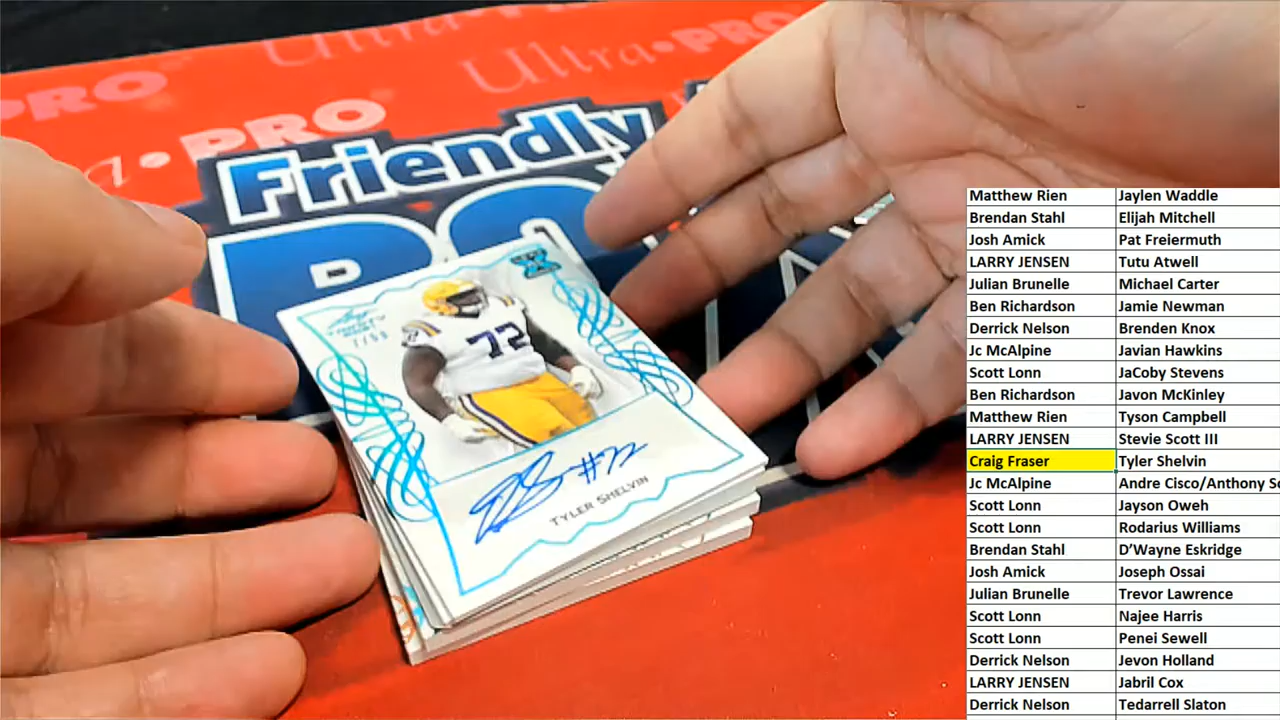 Ultra•PRO
Ultra•PRO
PRO
a•PRO
Friendly
72
#72
TYLER SHELVIN
Matthew Rien Jaylen Waddle
Brendan Stahl Elijah Mitchell
Josh Amick Pat Freiermuth
LARRY JENSEN Tutu Atwell
Julian Brunelle Michael Carter
Ben Richardson Jamie Newman
Derrick Nelson Brenden Knox
Jc McAlpine Javian Hawkins
Scott Lonn JaCoby Stevens
Ben Richardson Javon McKinley
Matthew Rien Tyson Campbell
LARRY JENSEN Stevie Scott III
Craig Fraser Tyler Shelvin
Jc McAlpine Andre Cisco/Anthony Sc
Scott Lonn Jayson Oweh
Scott Lonn Rodarius Williams
Brendan Stahl D’Wayne Eskridge
Josh Amick Joseph Ossai
Julian Brunelle Trevor Lawrence
Scott Lonn Najee Harris
Scott Lonn Penei Sewell
Derrick Nelson Jevon Holland
LARRY JENSEN Jabril Cox
Derrick Nelson Tedarrell Slaton